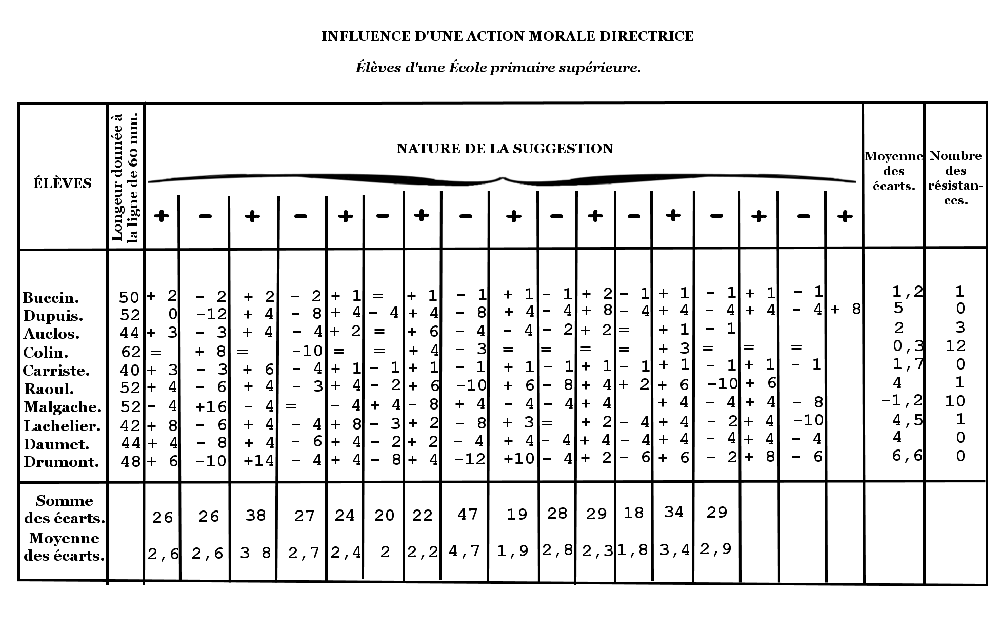 INFLUENCE D'UNE ACTION MORALE DIRECTRICE
Élèves d'une École primaire supérieure.
ÉLÈVES
Longeur donnée à
la ligne de 60 mm.
NATURE DE LA SUGGESTION
Moyenne
des
écarts.
Nombre
des
résistan-
ces.
+ − + − + − + − + − + − + − + − +
Buccin. 50 + 2 − 2 + 2 − 2 + 1 = + 1 − 1 + 1 − 1 + 2 − 1 + 1 − 1 + 1 − 1 1,2 1
Dupuis. 52 0 −12 + 4 − 8 + 4 − 4 + 4 − 8 + 4 − 4 + 8 − 4 + 4 − 4 + 4 − 4 + 8 5 0
Auclos. 44 + 3 − 3 + 4 − 4 + 2 = + 6 − 4 − 4 − 2 + 2 = + 1 − 1 2 3
Colin. 62 = + 8 = −10 = = + 4 − 3 = = = = + 3 = = = 0,3 12
Carriste. 40 + 3 − 3 + 6 − 4 + 1 − 1 + 1 − 1 + 1 − 1 + 1 − 1 + 1 − 1 + 1 − 1 1,7 0
Raoul. 52 + 4 − 6 + 4 − 3 + 4 − 2 + 6 −10 + 6 − 8 + 4 + 2 + 6 −10 + 6 4 1
Malgache. 52 − 4 +16 − 4 = − 4 + 4 − 8 + 4 − 4 − 4 + 4 + 4 − 4 + 4 − 8 −1,2 10
Lachelier. 42 + 8 − 6 + 4 − 4 + 8 − 3 + 2 − 8 + 3 = + 2 − 4 + 4 − 2 + 4 −10 4,5 1
Daumet. 44 + 4 − 8 + 4 − 6 + 4 − 2 + 2 − 4 + 4 − 4 + 4 − 4 + 4 − 4 + 4 − 4 4 0
Drumont. 48 + 6 −10 +14 − 4 + 4 − 8 + 4 −12 +10 − 4 + 2 − 6 + 6 − 2 + 8 − 6 6,6 0
Somme
des écarts. 26 26 38 27 24 20 22 47 19 28 29 18 34 29
Moyenne
des écarts. 2,6 2,6 3 8 2,7 2,4 2 2,2 4,7 1,9 2,8 2,3 1,8 3,4 2,9